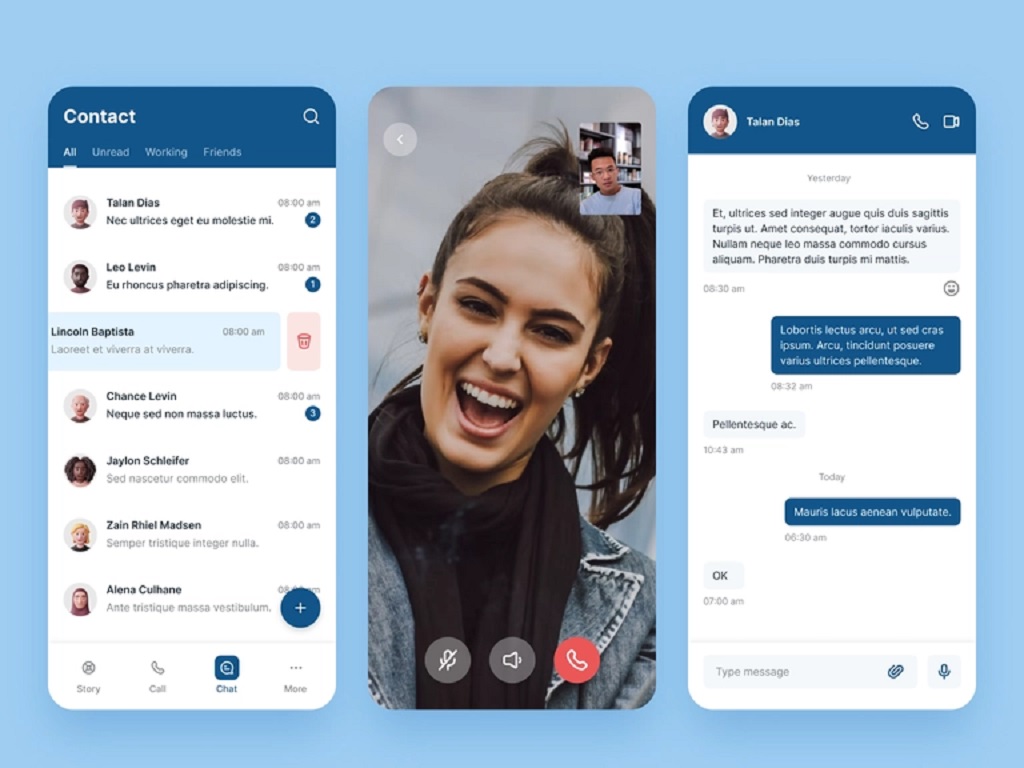 Contact
All Unread Working Friends
Talan Dias 08:00 am
Nec ultrices eget eu molestie mi. 2
Leo Levin 08:00 am
Eu rhoncus pharetra adipiscing. 1
Lincoln Baptista 08:00 am
Laoreet et viverra at viverra.
Chance Levin 08:00 am
Neque sed non massa luctus. 3
Jaylon Schleifer 08:00 am
Sed nascetur commodo elit.
Zain Rhiel Madsen 08:00 am
Semper tristique integer nulla.
Alena Culhane
Ante tristique massa vestibulum.
Story Call Chat More
Talan Dias
Yesterday
Et, ultrices sed integer augue quis duis sagittis
turpis ut. Amet consequat, tortor iaculis varius.
Nullam neque leo massa commodo cursus
aliquam. Pharetra duis turpis mi mattis.
08:30 am
Lobortis lectus arcu, ut sed cras
ipsum. Arcu, tincidunt posuere
varius ultrices pellentesque.
08:32 am
Pellentesque ac.
10:43 am
Today
Mauris lacus aenean vulputate.
06:30 am
OK
07:00 am
Type message